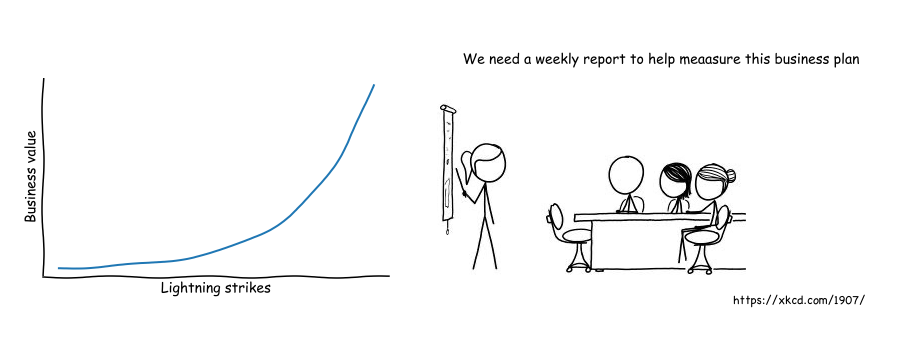 We need a weekly report to help meaasure this business plan
Business value
Lightning strikes
https://xkcd.com/1907/